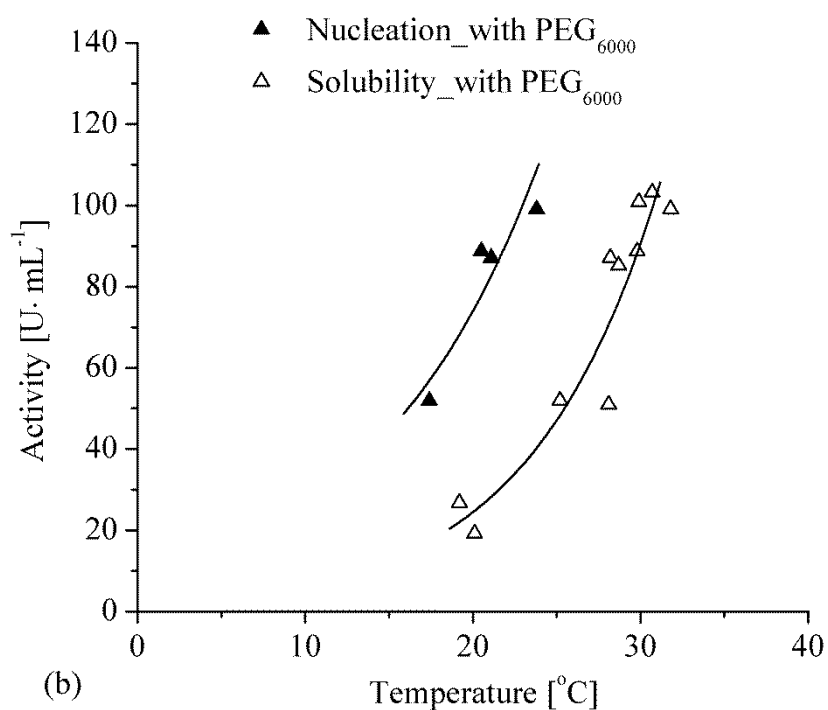 ▲ Nucleation_with PEG₆₀₀₀
△ Solubility_with PEG₆₀₀₀
Activity [U· mL⁻¹]
140
120
100
80
60
40
20
0
0 10 20 30 40
(b)
Temperature [°C]